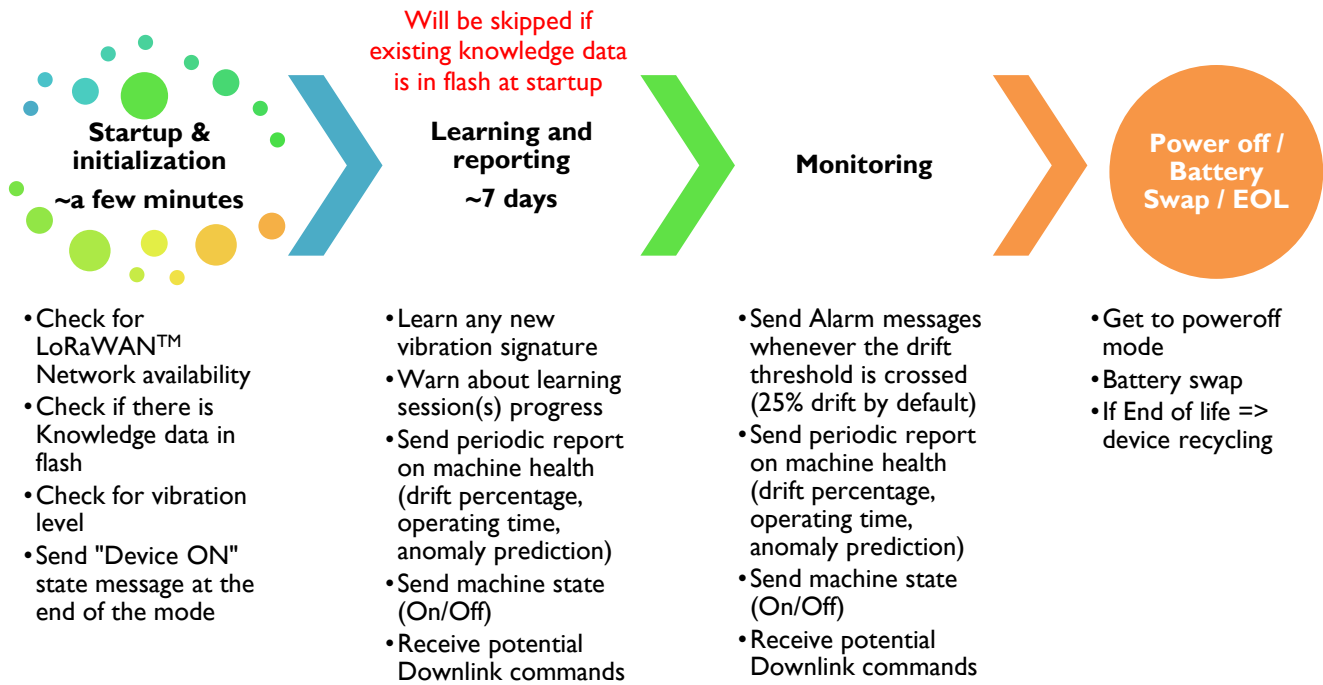 Will be skipped if
existing knowledge data
is in flash at startup
Startup &
initialization
~a few minutes
Learning and
reporting
~7 days
Monitoring
Power off /
Battery
Swap / EOL
•Check for
LoRaWAN™
Network availability
•Check if there is
Knowledge data in
flash
•Check for vibration
level
•Send "Device ON"
state message at the
end of the mode
•Learn any new
vibration signature
•Warn about learning
session(s) progress
•Send periodic report
on machine health
(drift percentage,
operating time,
anomaly prediction)
•Send machine state
(On/Off)
•Receive potential
Downlink commands
•Send Alarm messages
whenever the drift
threshold is crossed
(25% drift by default)
•Send periodic report
on machine health
(drift percentage,
operating time,
anomaly prediction)
•Send machine state
(On/Off)
•Receive potential
Downlink commands
•Get to poweroff
mode
•Battery swap
•If End of life =>
device recycling